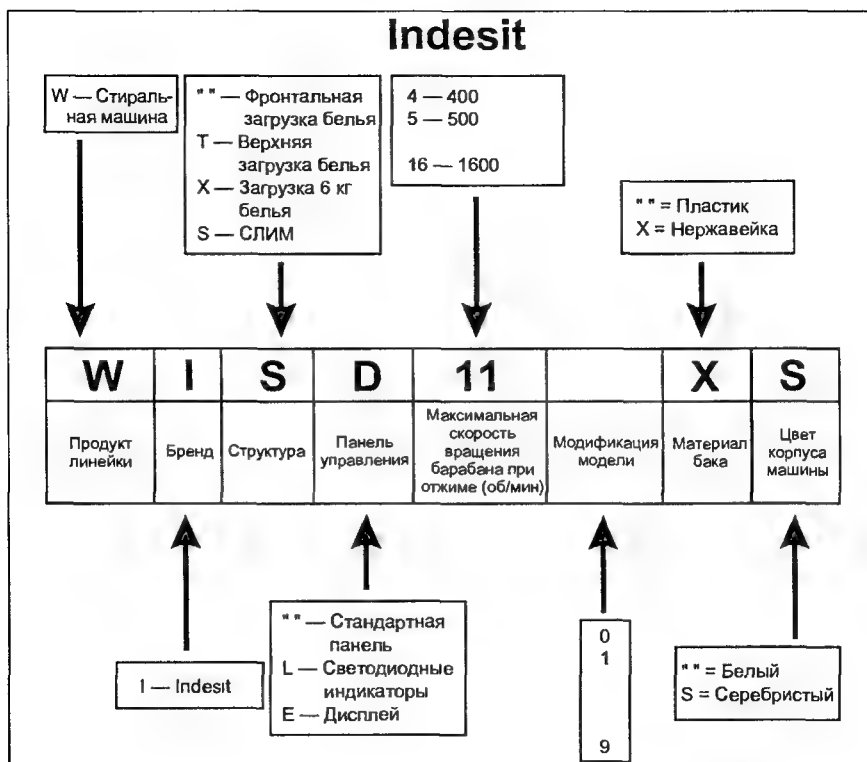 Indesit
W — Стираль-
ная машина
" " — Фронтальная
загрузка белья
T — Верхняя
загрузка белья
X — Загрузка 6 кг
белья
S — СЛИМ
4 — 400
5 — 500
16 — 1600
" " = Пластик
X = Нержавейка
W I S D 11 X S
Продукт
линейки
Бренд
Структура
Панель
управления
Максимальная
скорость
вращения
барабана при
отжиме (об/мин)
Модификация
модели
Материал
бака
Цвет
корпуса
машины
1 — Indesit
" " — Стандартная
панель
L — Светодиодные
индикаторы
E — Дисплей
0
1
9
" " = Белый
S = Серебристый